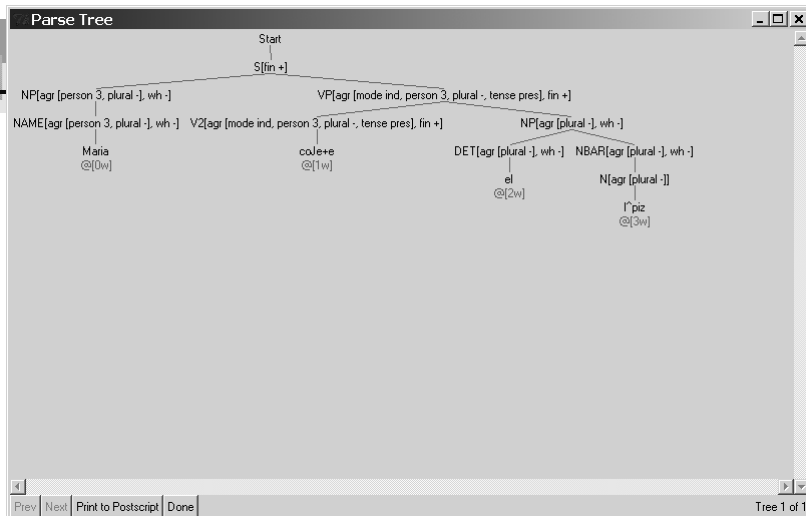 Parse Tree
Start
S[fin +]
NP[agr [person 3, plural -], wh -] VP[agr [mode ind, person 3, plural -, tense pres], fin +]
NAME[agr [person 3, plural -], wh -] V2[agr [mode ind, person 3, plural -, tense pres], fin +] NP[agr [plural -], wh -]
Maria coJe+e DET[agr [plural -], wh -] NBAR[agr [plural -], wh -]
@[0w] @[1w] el N[agr [plural -]]
@[2w] l^piz
@[3w]
Prev Next Print to Postscript Done Tree 1 of 1